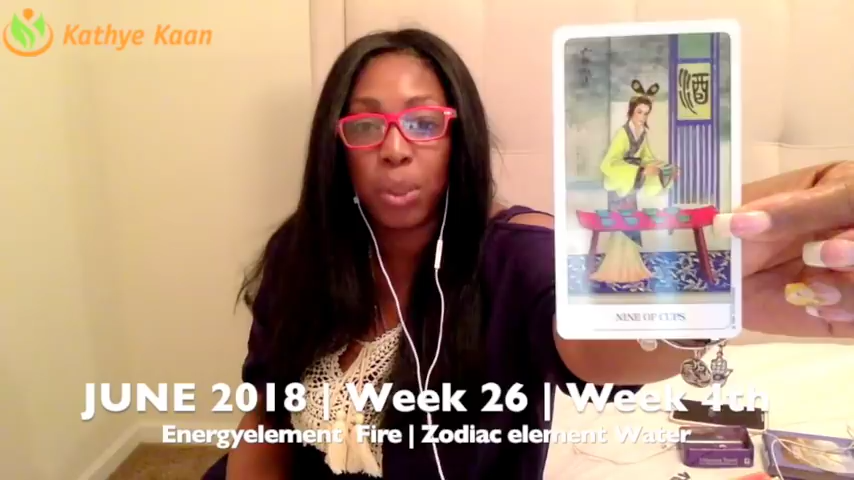 Kathye Kaan
酒
NINE OF CUPS
JUNE 2018 | Week 26 | Week 4th
Energyelement Fire | Zodiac element Water